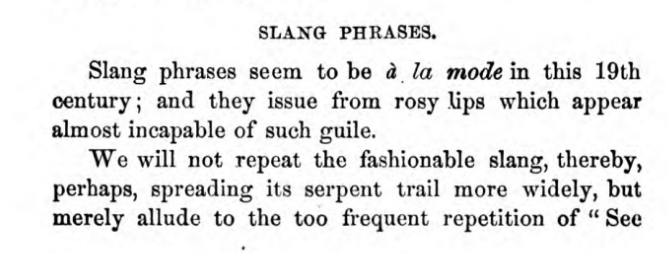 SLANG PHRASES.
Slang phrases seem to be à la mode in this 19th
century; and they issue from rosy lips which appear
almost incapable of such guile.
We will not repeat the fashionable slang, thereby,
perhaps, spreading its serpent trail more widely, but
merely allude to the too frequent repetition of "See